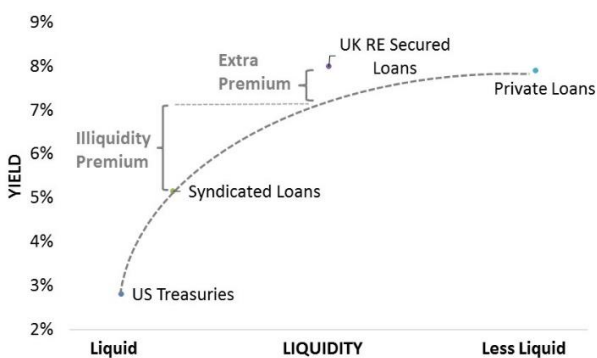 9%
8%
7%
6%
5%
4%
3%
2%
YIELD
Extra
Premium
UK RE Secured
Loans
Private Loans
Illiquidity
Premium
Syndicated Loans
US Treasuries
Liquid
LIQUIDITY
Less Liquid